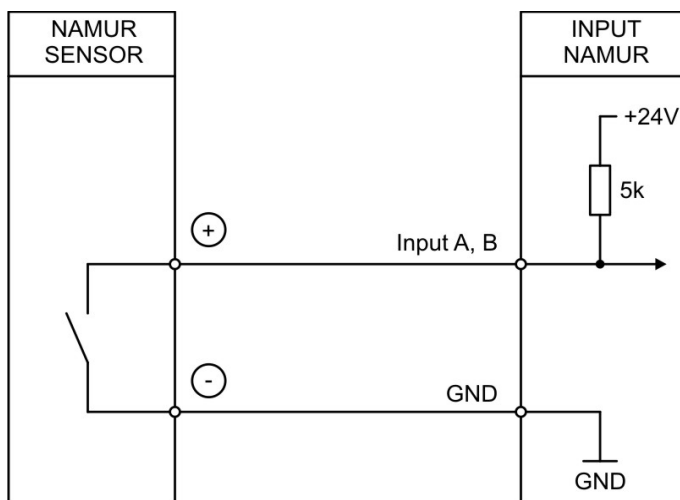 NAMUR
SENSOR
INPUT
NAMUR
+24V
5k
+
Input A, B
-
GND
GND